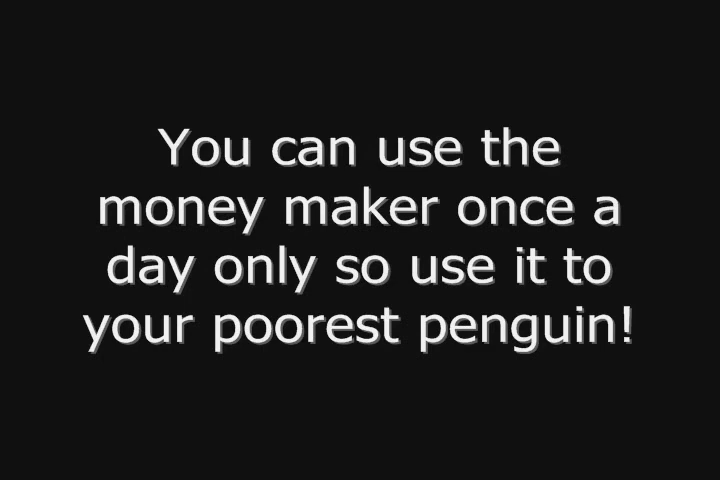 You can use the
money maker once a
day only so use it to
your poorest penguin!